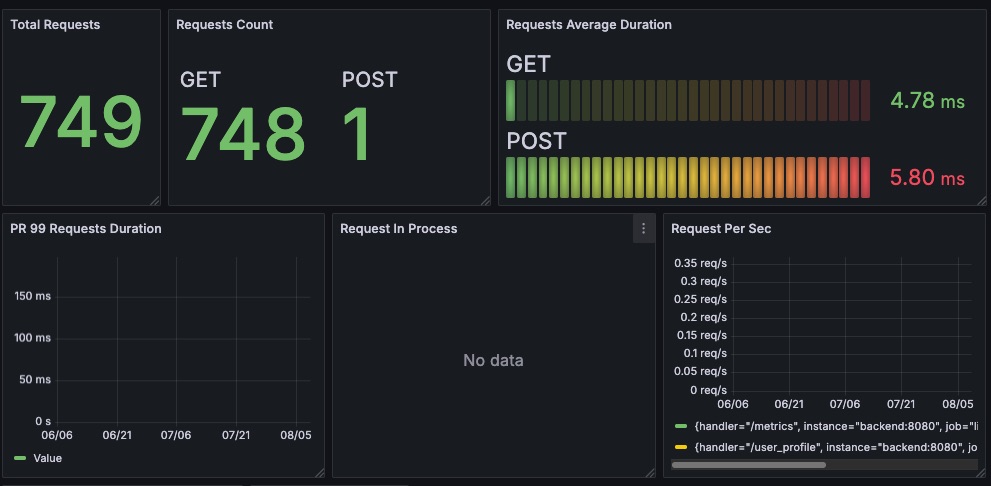 Total Requests
749
Requests Count
GET
748
POST
1
Requests Average Duration
GET
4.78 ms
POST
5.80 ms
PR 99 Requests Duration
150 ms
100 ms
50 ms
0 s
06/06 06/21 07/06 07/21 08/05
Value
Request In Process
No data
Request Per Sec
0.35 req/s
0.3 req/s
0.25 req/s
0.2 req/s
0.15 req/s
0.1 req/s
0.05 req/s
0 req/s
06/06 06/21 07/06 07/21 08/05
{handler="/metrics", instance="backend:8080", job="li
{handler="/user_profile", instance="backend:8080", jo